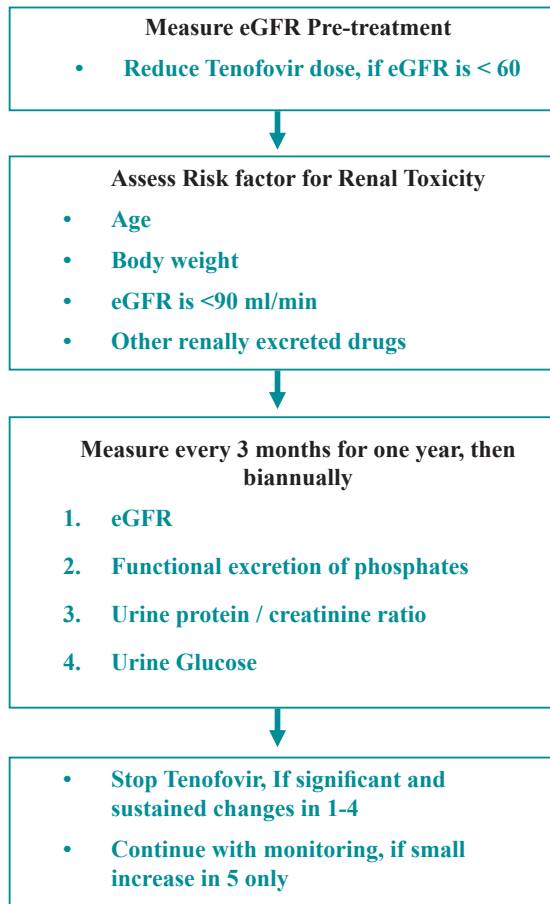 Measure eGFR Pre-treatment
• Reduce Tenofovir dose, if eGFR is < 60
Assess Risk factor for Renal Toxicity
• Age
• Body weight
• eGFR is <90 ml/min
• Other renally excreted drugs
Measure every 3 months for one year, then
biannually
1. eGFR
2. Functional excretion of phosphates
3. Urine protein / creatinine ratio
4. Urine Glucose
• Stop Tenofovir, If significant and
sustained changes in 1-4
• Continue with monitoring, if small
increase in 5 only